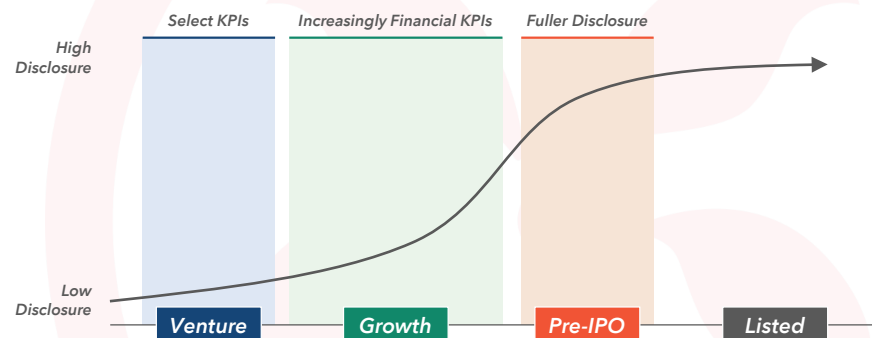 Select KPIs
Increasingly Financial KPIs
Fuller Disclosure
High
Disclosure
Low
Disclosure
Venture
Growth
Pre-IPO
Listed